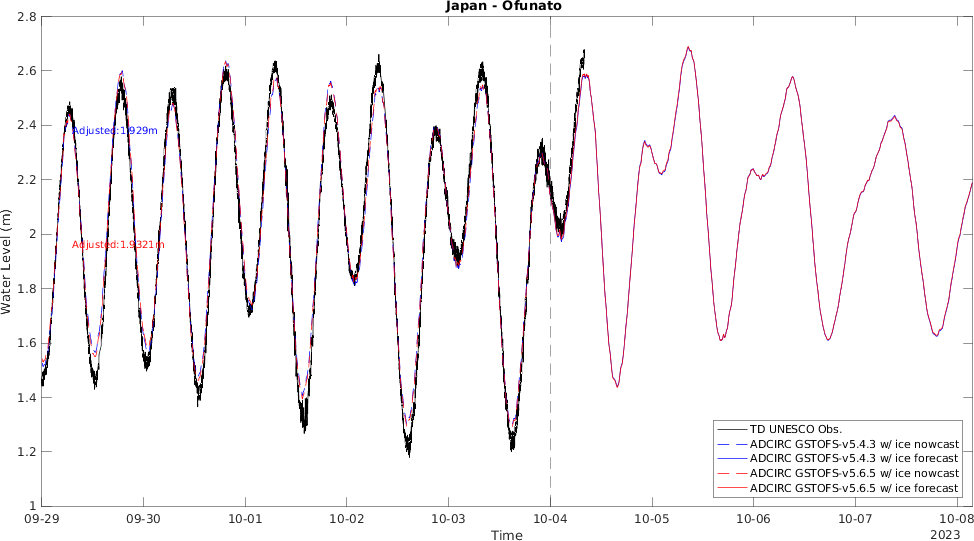 Japan - Ofunato
2.8
2.6
2.4
2.2
2
1.8
1.6
1.4
1.2
1
Water Level (m)
Adjusted:1.929m
Adjusted:1.9321m
TD UNESCO Obs.
ADCIRC GSTOFS-v5.4.3 w/ ice nowcast
ADCIRC GSTOFS-v5.4.3 w/ ice forecast
ADCIRC GSTOFS-v5.6.5 w/ ice nowcast
ADCIRC GSTOFS-v5.6.5 w/ ice forecast
09-29 09-30 10-01 10-02 10-03 10-04 10-05 10-06 10-07 10-08
Time
2023